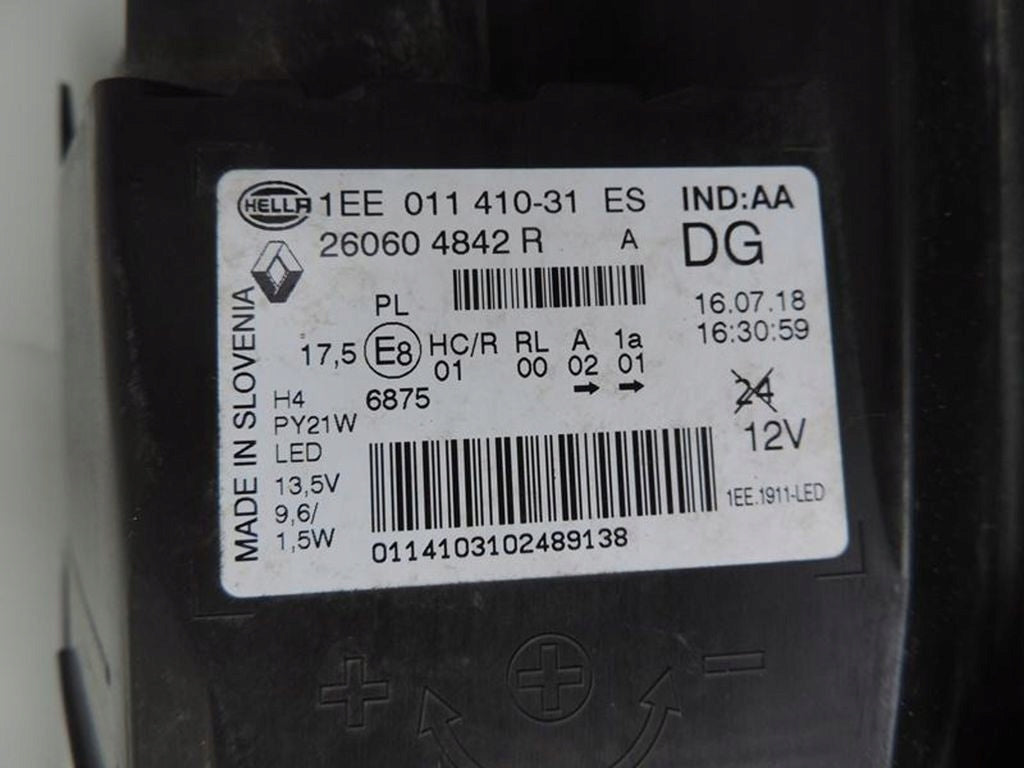 HELLA 1EE 011 410-31 ES IND:AA
26060 4842 R A DG
16.07.18
16:30:59
PL
17,5 E8 HC/R RL A 1a
01 00 02 01
6875
H4
PY21W
LED
13,5V
9,6/
1,5W
24
12V
1EE.1911-LED
0114103102489138
MADE IN SLOVENIA